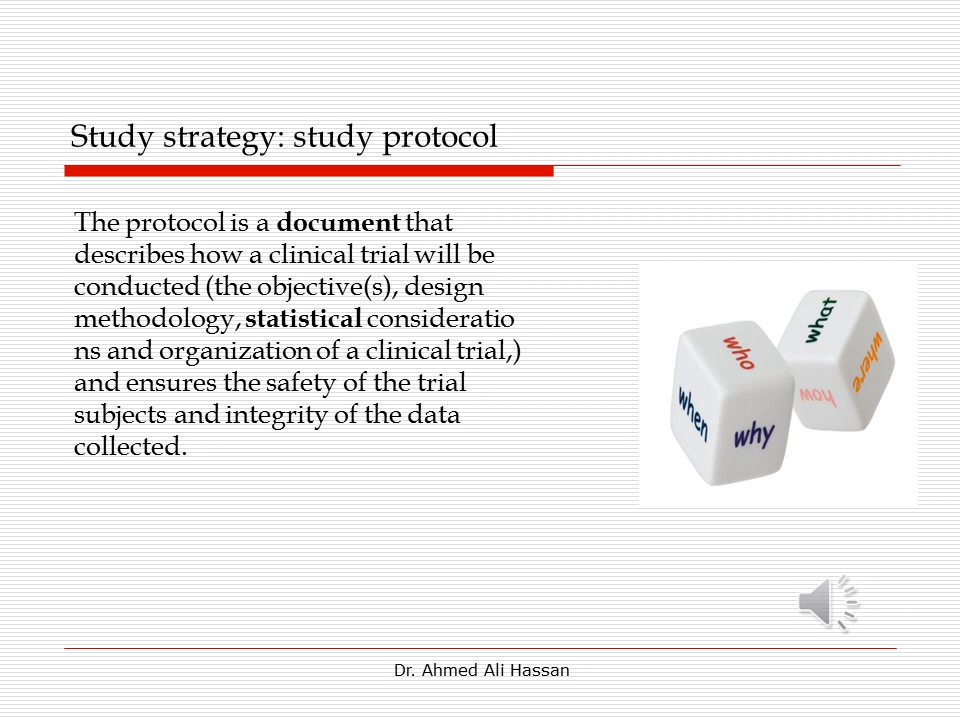 Study strategy: study protocol
The protocol is a document that
describes how a clinical trial will be
conducted (the objective(s), design
methodology, statistical consideratio
ns and organization of a clinical trial,)
and ensures the safety of the trial
subjects and integrity of the data
collected.
who
when
why
what
where
how
Dr. Ahmed Ali Hassan